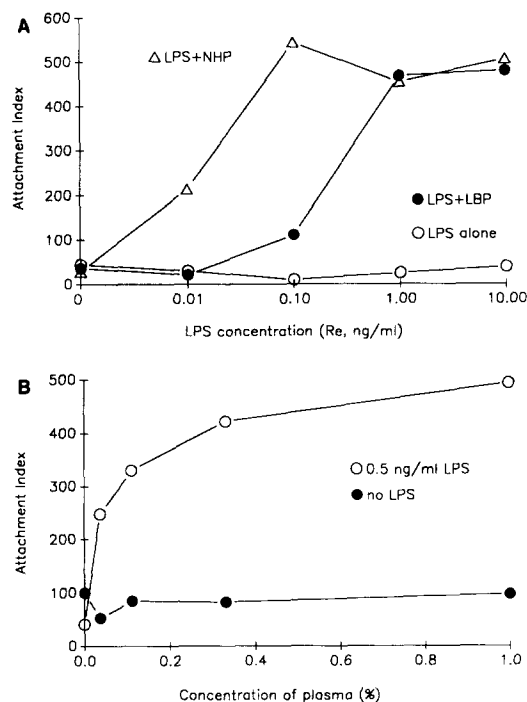 A
600
500
400
300
200
100
0
Attachment Index
△ LPS+NHP
● LPS+LBP
○ LPS alone
0 0.01 0.10 1.00 10.00
LPS concentration (Re, ng/ml)
B
500
400
300
200
100
0
Attachment Index
○ 0.5 ng/ml LPS
● no LPS
0.0 0.2 0.4 0.6 0.8 1.0
Concentration of plasma (%)